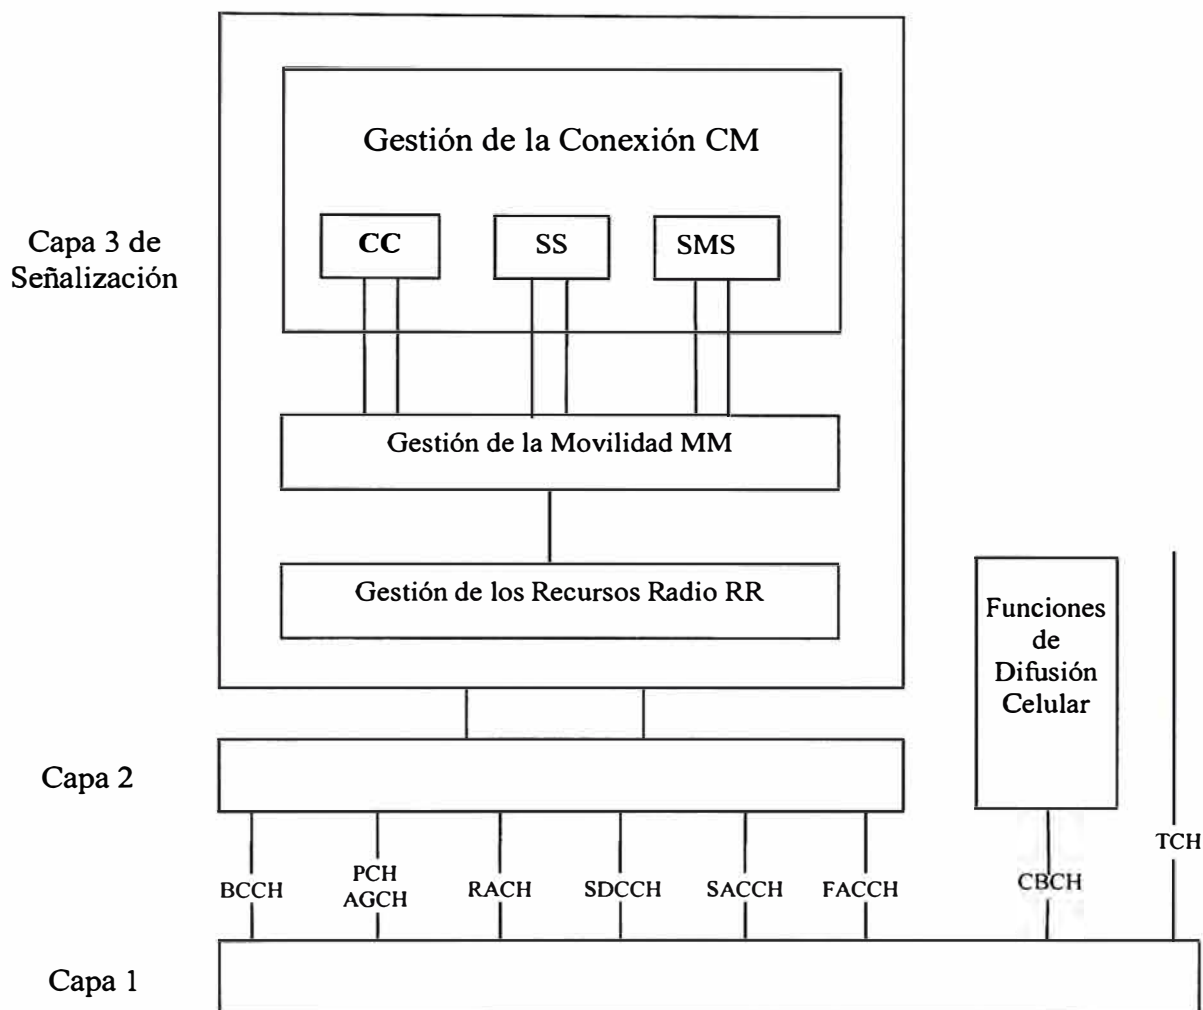 Gestión de la Conexión CM
CC
SS
SMS
Capa 3 de
Señalización
Gestión de la Movilidad MM
Gestión de los Recursos Radio RR
Funciones
de
Difusión
Celular
Capa 2
TCH
BCCH
PCH
AGCH
RACH
SDCCH
SACCH
FACCH
CBCH
Capa 1